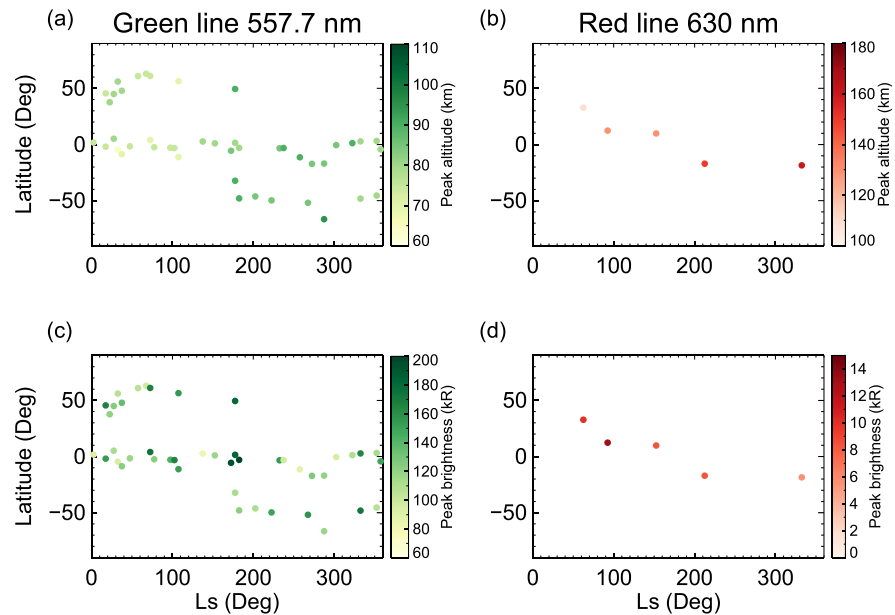 (a) Green line 557.7 nm
(b) Red line 630 nm
Latitude (Deg)
50
0
−50
0 100 200 300
Ls (Deg)
110
100
90
80
70
60
Peak altitude (km)
50
0
−50
0 100 200 300
Ls (Deg)
180
160
140
120
100
Peak altitude (km)
(c)
Latitude (Deg)
50
0
−50
0 100 200 300
Ls (Deg)
200
180
160
140
120
100
80
60
Peak brightness (kR)
(d)
50
0
−50
0 100 200 300
Ls (Deg)
14
12
10
8
6
4
2
0
Peak brightness (kR)